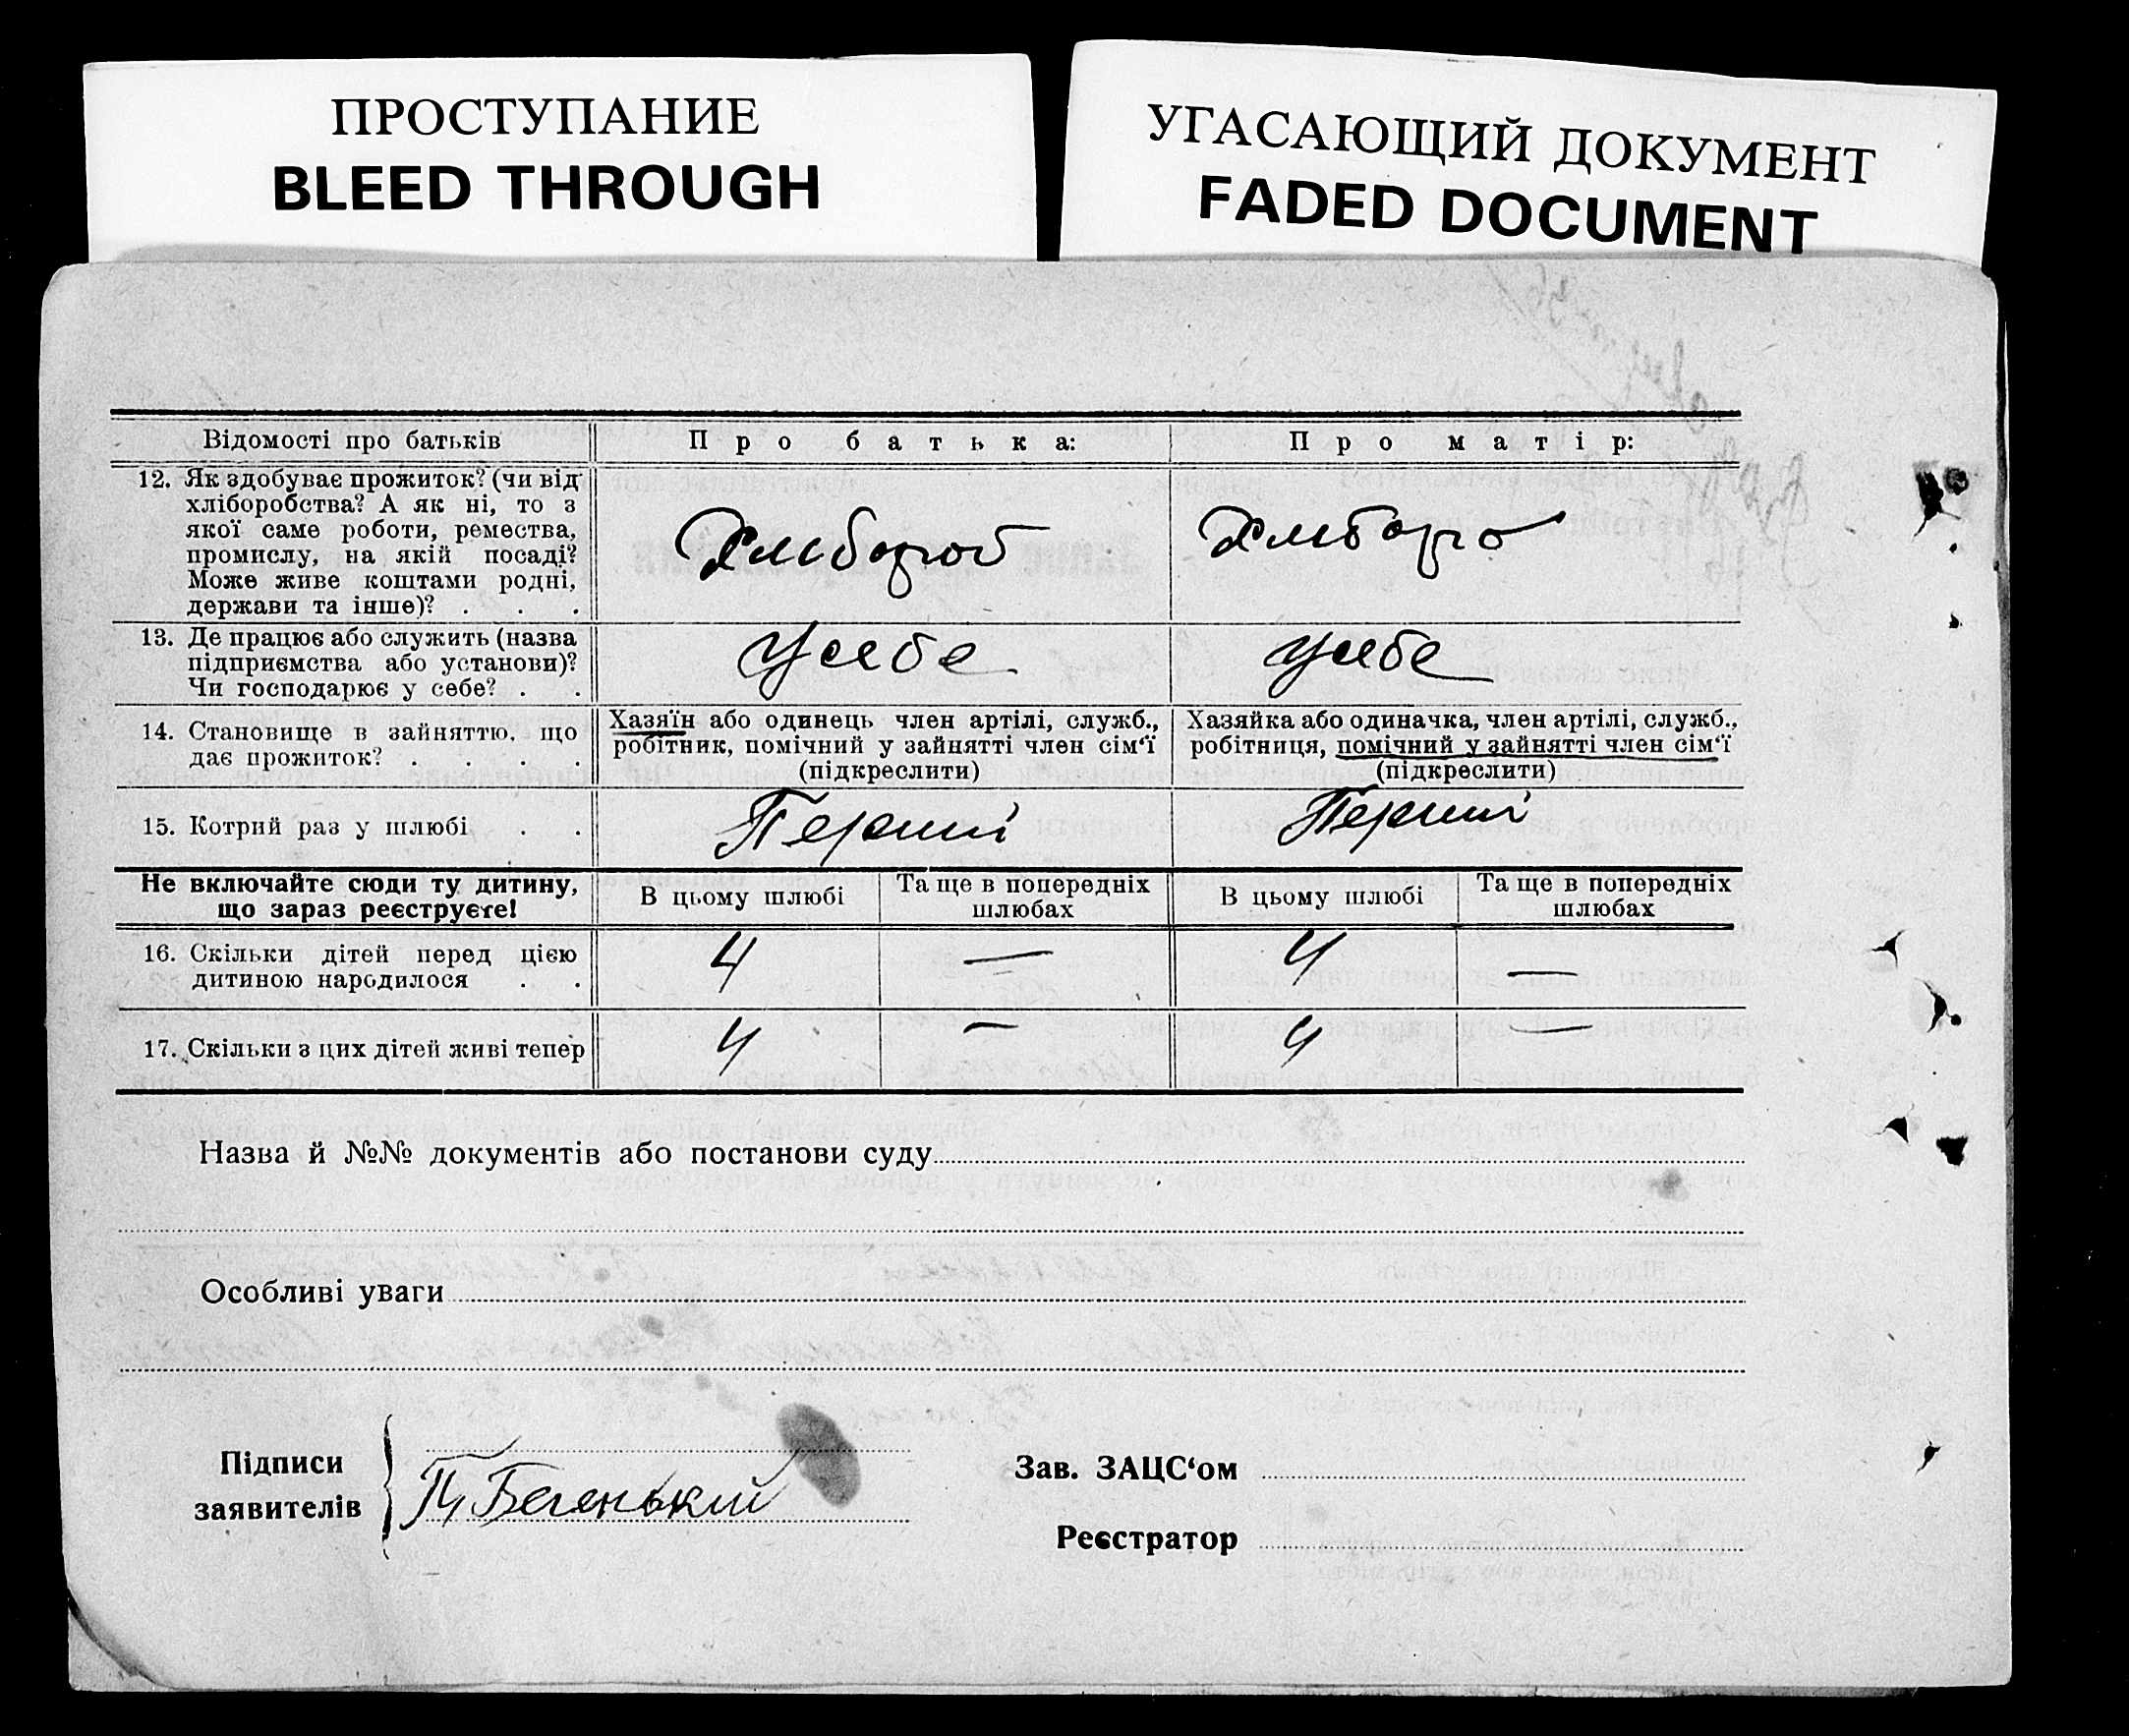 ПРОСТУПАНИЕ
BLEED THROUGH
УГАСАЮЩИЙ ДОКУМЕНТ
FADED DOCUMENT
Відомості про батьків Про батька: Про матір:
12. Як здобуває прожиток? (чи від
хліборобства? А як ні, то з
якої саме роботи, ремества,
промислу, на якій посаді?
Може живе коштами родні,
держави та інше)? . . .
Хлибороб Хлиборо
13. Де працює або служить (назва
підприємства або установи)?
Чи господарює у себе? . .
У себе У себе
14. Становище в зайняттю, що
дає прожиток? . . . .
Хазяїн або одинець член артілі, служб.,
робітник, помічний у зайнятті член сім'ї
(підкреслити)
Хазяйка або одиначка, член артілі, служб.,
робітниця, помічний у зайнятті член сім'ї
(підкреслити)
15. Котрий раз у шлюбі . . Перший Перший
Не включайте сюди ту дитину,
що зараз реєструєте!
В цьому шлюбі
Та ще в попередніх
шлюбах
В цьому шлюбі
Та ще в попередніх
шлюбах
16. Скільки дітей перед цією
дитиною народилося . .
4 — 4 —
17. Скільки з цих дітей живі тепер 4 — 4 —
Назва й №№ документів або постанови суду
Особливі уваги
Підписи
заявителів
Зав. ЗАЦС'ом
Реєстратор